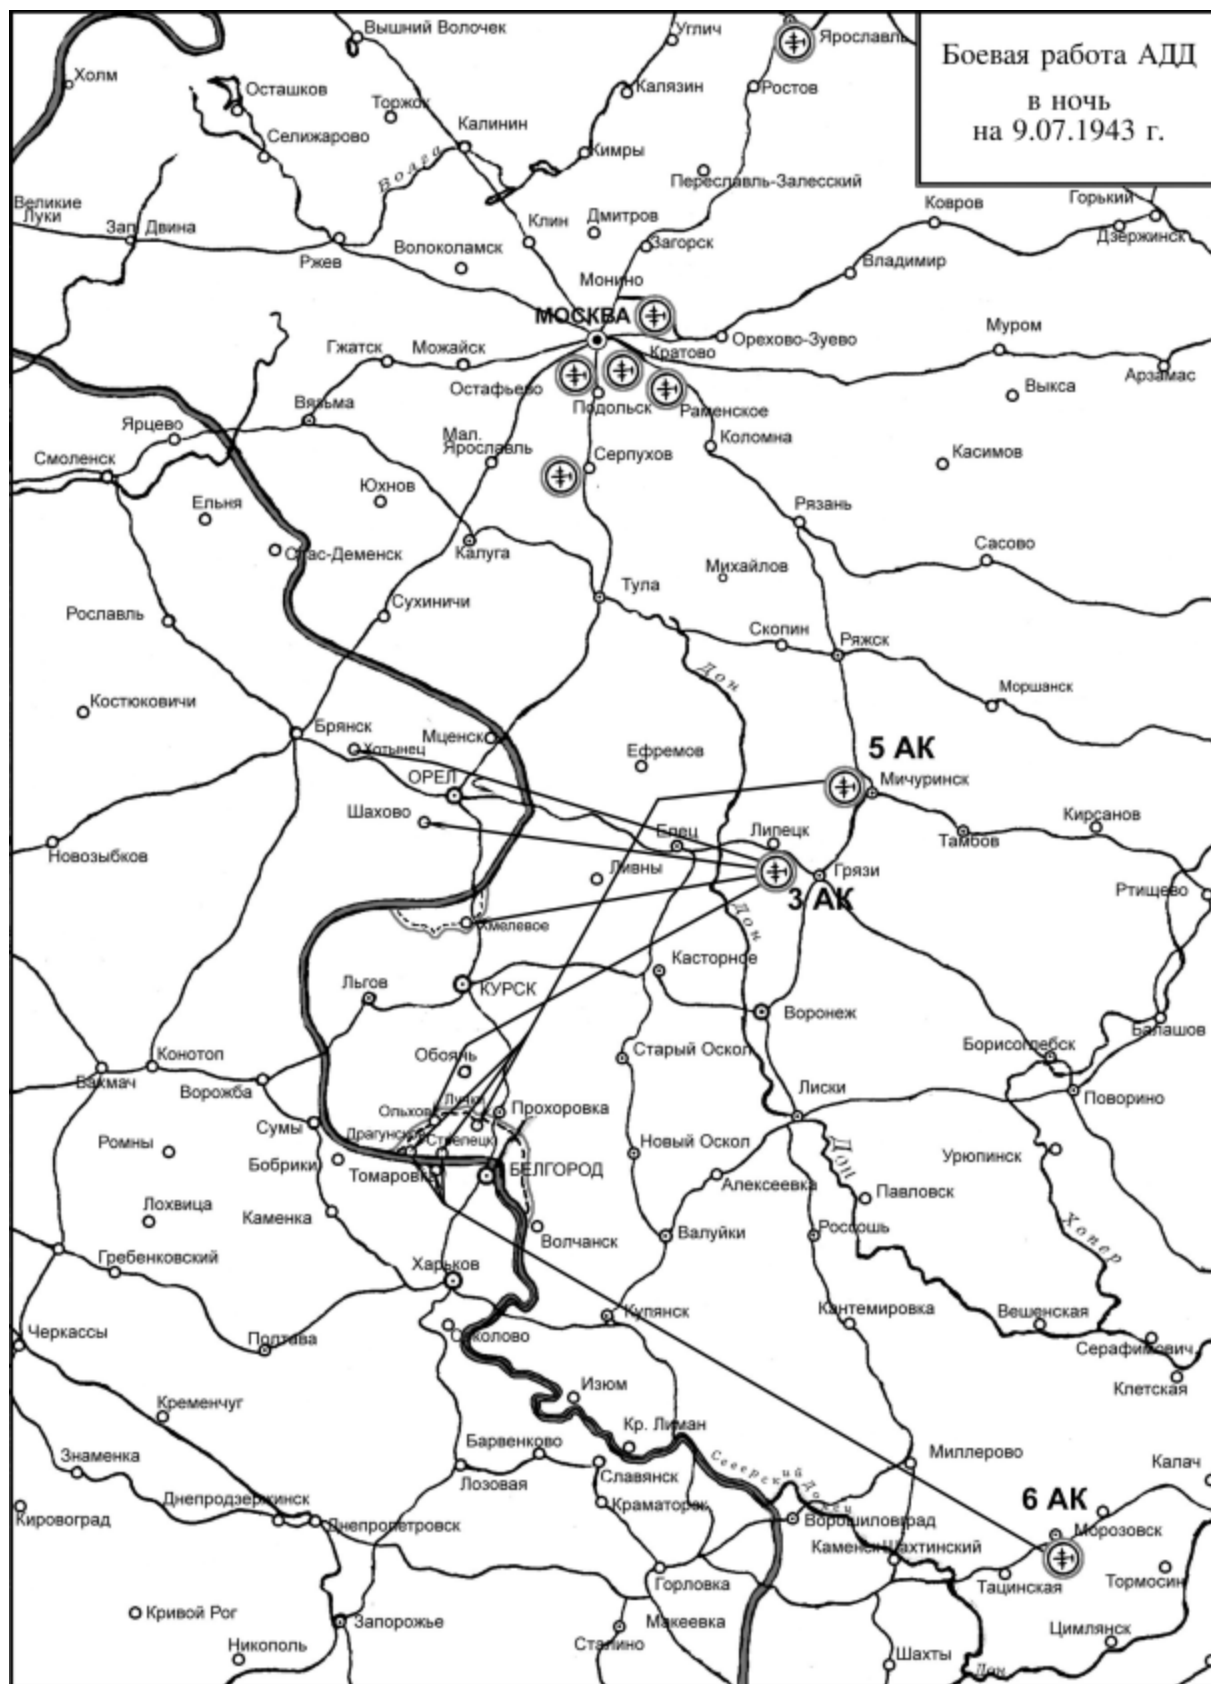 Боевая работа АДД
в ночь
на 9.07.1943 г.
Вышний Волочек
Углич
Ярославль
Холм
Осташков
Торжок
Калязин
Ростов
Селижарово
Калинин
Кимры
Волга
Переславль-Залесский
Великие
Луки
Зап. Двина
Ржев
Волоколамск
Клин
Дмитров
Загорск
Ковров
Горький
Дзержинск
Владимир
Монино
МОСКВА
Орехово-Зуево
Муром
Гжатск
Можайск
Кратово
Остафьево
Подольск
Раменское
Выкса
Арзамас
Вязьма
Ярцево
Мал.
Ярославль
Коломна
Смоленск
Серпухов
Касимов
Юхнов
Ельня
Рязань
Спас-Деменск
Калуга
Сасово
Тула
Михайлов
Рославль
Сухиничи
Скопин
Ряжск
Дон
Костюковичи
Моршанск
Брянск
Мценск
Хотынец
Ефремов
5 АК
Мичуринск
ОРЕЛ
Шахово
Елец
Липецк
Кирсанов
Тамбов
Новозыбков
Ливны
Грязи
3 АК
Ртищево
Хмелевое
Дон
Касторное
Льгов
КУРСК
Воронеж
Балашов
Конотоп
Бахмач
Ворожба
Обоянь
Старый Оскол
Борисоглебск
Поворино
Лиски
Лучки
Ольховка
Прохоровка
Сумы
Драгунское
Стрелецк
Ромны
Бобрики
Томаровка
БЕЛГОРОД
Новый Оскол
Дон
Урюпинск
Алексеевка
Павловск
Лохвица
Каменка
Волчанск
Валуйки
Россошь
Хопер
Гребенковский
Харьков
Купянск
Кантемировка
Вешенская
Черкассы
Полтава
Соколово
Серафимович
Клетская
Изюм
Кременчуг
Кр. Лиман
Барвенково
Северский Донец
Миллерово
Знаменка
Лозовая
Славянск
Калач
Днепродзержинск
Краматорск
6 АК
Кировоград
Днепропетровск
Ворошиловград
Морозовск
Каменск-Шахтинский
Горловка
Тацинская
Тормосин
Кривой Рог
Запорожье
Макеевка
Никополь
Сталино
Цимлянск
Шахты
Дон